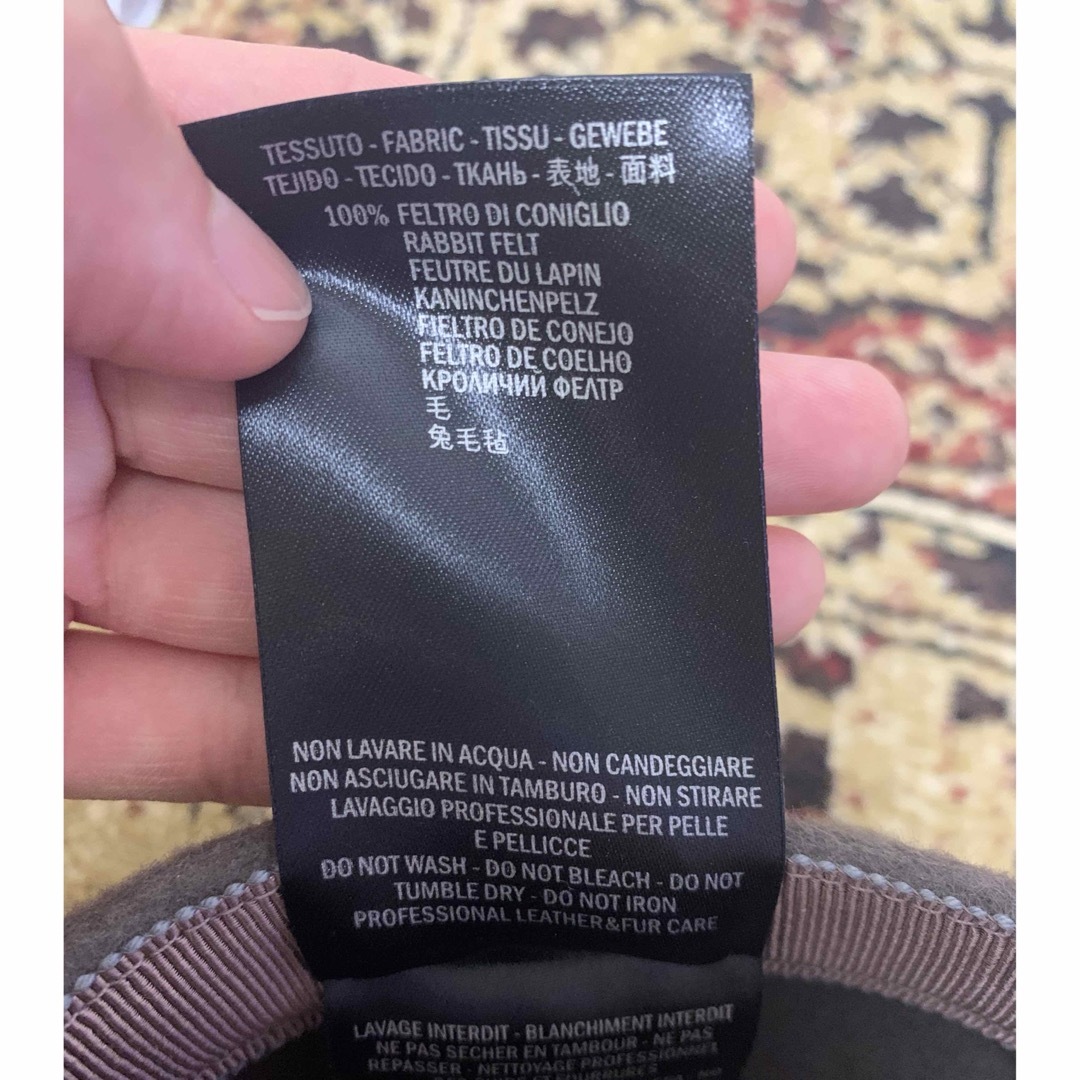 TESSUTO - FABRIC - TISSU - GEWEBE
TEJIDO - TECIDO - ТКАНЬ - 表地 - 面料
100% FELTRO DI CONIGLIO
RABBIT FELT
FEUTRE DU LAPIN
KANINCHENPELZ
FIELTRO DE CONEJO
FELTRO DE COELHO
КРОЛИЧИЙ ФЕЛТР
毛
兔毛毡
NON LAVARE IN ACQUA - NON CANDEGGIARE
NON ASCIUGARE IN TAMBURO - NON STIRARE
LAVAGGIO PROFESSIONALE PER PELLE
E PELLICCE
DO NOT WASH - DO NOT BLEACH - DO NOT
TUMBLE DRY - DO NOT IRON
PROFESSIONAL LEATHER&FUR CARE
LAVAGE INTERDIT - BLANCHIMENT INTERDIT
NE PAS SECHER EN TAMBOUR - NE PAS
REPASSER - NETTOYAGE PROFESSIONNEL